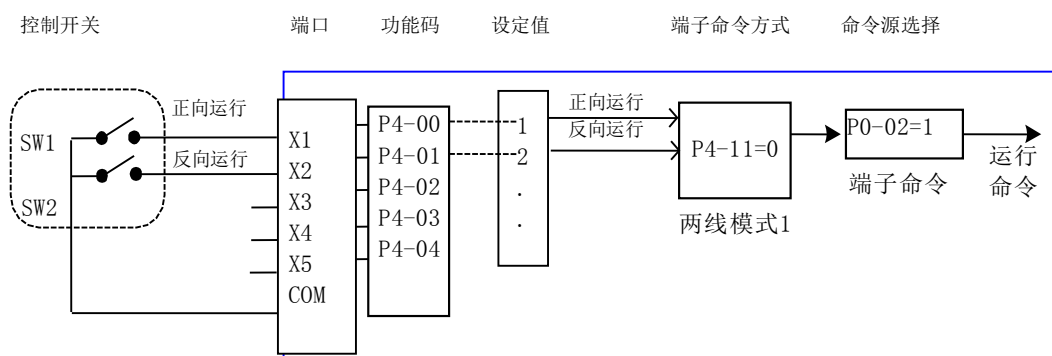 控制开关
端口
功能码
设定值
端子命令方式
命令源选择
正向运行
反向运行
SW1
SW2
X1
X2
X3
X4
X5
COM
P4-00
P4-01
P4-02
P4-03
P4-04
1
2
.
.
正向运行
反向运行
P4-11=0
两线模式1
P0-02=1
端子命令
运行
命令